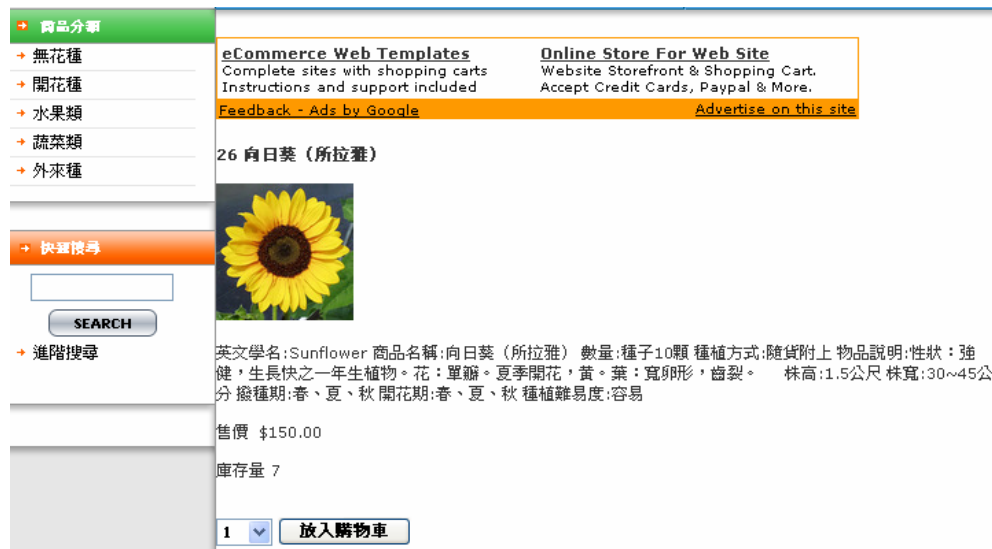 商品分類
無花種
開花種
水果類
蔬菜類
外來種
快速搜尋
SEARCH
進階搜尋
eCommerce Web Templates
Complete sites with shopping carts
Instructions and support included
Online Store For Web Site
Website Storefront & Shopping Cart.
Accept Credit Cards, Paypal & More.
Feedback - Ads by Google
Advertise on this site
26 向日葵（所拉雅）
英文學名:Sunflower 商品名稱:向日葵（所拉雅） 數量:種子10顆 種植方式:隨貨附上 物品說明:性狀：強
健，生長快之一年生植物。花：單瓣。夏季開花，黃。葉：寬卵形，齒裂。 株高:1.5公尺 株寬:30~45公
分 撥種期:春、夏、秋 開花期:春、夏、秋 種植難易度:容易
售價 $150.00
庫存量 7
1
放入購物車